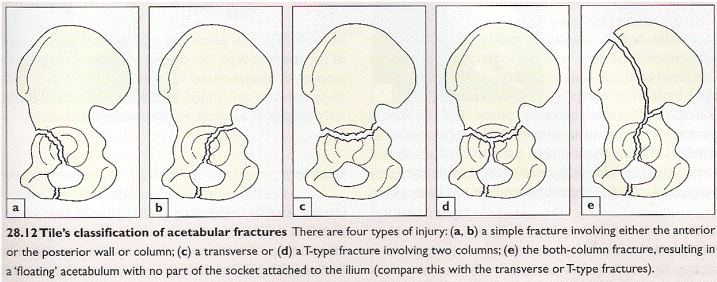 a
b
c
d
e
28.12 Tile's classification of acetabular fractures There are four types of injury: (a, b) a simple fracture involving either the anterior
or the posterior wall or column; (c) a transverse or (d) a T-type fracture involving two columns; (e) the both-column fracture, resulting in
a 'floating' acetabulum with no part of the socket attached to the ilium (compare this with the transverse or T-type fractures).